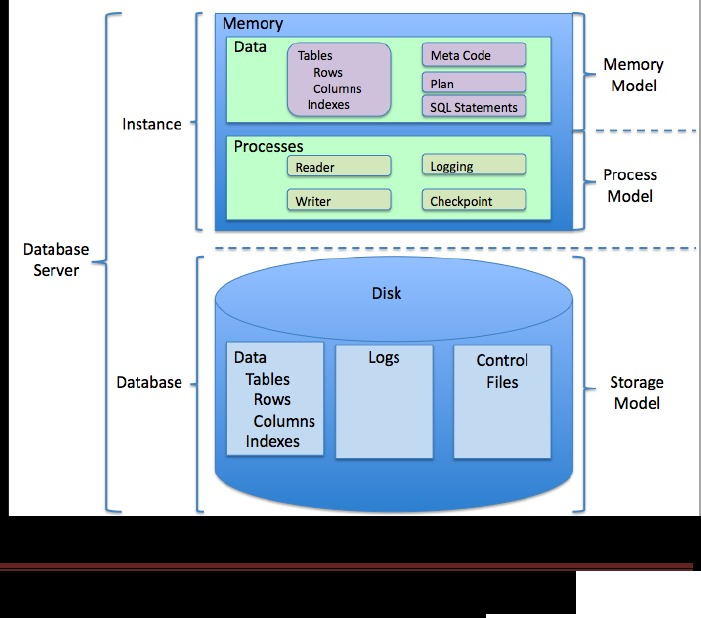 Memory
Data
Tables
Rows
Columns
Indexes
Meta Code
Plan
SQL Statements
Processes
Reader
Logging
Writer
Checkpoint
Instance
Memory
Model
Process
Model
Database
Server
Disk
Data
Tables
Rows
Columns
Indexes
Logs
Control
Files
Database
Storage
Model